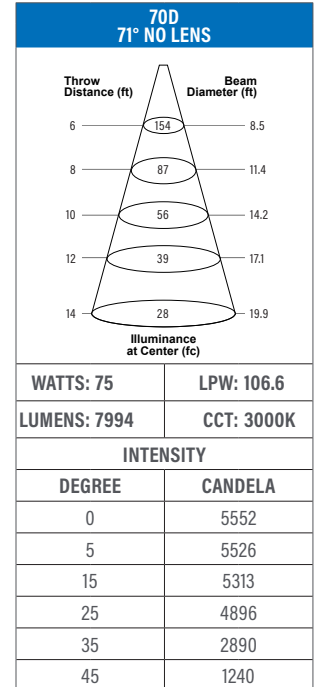 70D
71° NO LENS
Throw Distance (ft)
Beam Diameter (ft)
6 154 8.5
8 87 11.4
10 56 14.2
12 39 17.1
14 28 19.9
Illuminance
at Center (fc)
WATTS: 75 LPW: 106.6
LUMENS: 7994 CCT: 3000K
INTENSITY
DEGREE CANDELA
0 5552
5 5526
15 5313
25 4896
35 2890
45 1240